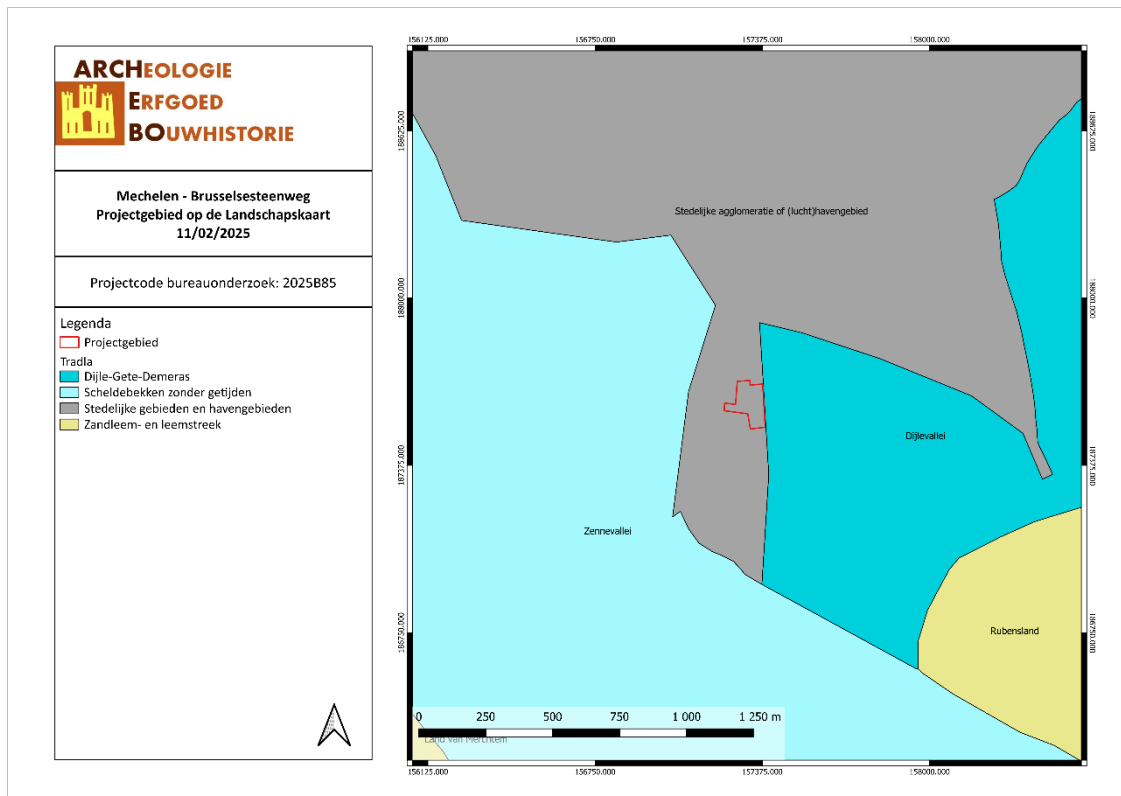 ARCHEOLOGIE
ERFGOED
BOUWHISTORIE
Mechelen - Brusselsesteenweg
Projectgebied op de Landschapskaart
11/02/2025
Projectcode bureauonderzoek: 2025B85
Legenda
Projectgebied
Tradla
Dijle-Gete-Demeras
Scheldebekken zonder getijden
Stedelijke gebieden en havengebieden
Zandleem- en leemstreek
156125.000 156750.000 157375.000 158000.000
188625.000 188625.000
Stedelijke agglomeratie of (lucht)havengebied
188000.000 188000.000
Dijlevallei
187375.000 187375.000
Zennevallei
Rubensland
186750.000 186750.000
0 250 500 750 1 000 1 250 m
Land van Merchtem
156125.000 156750.000 157375.000 158000.000